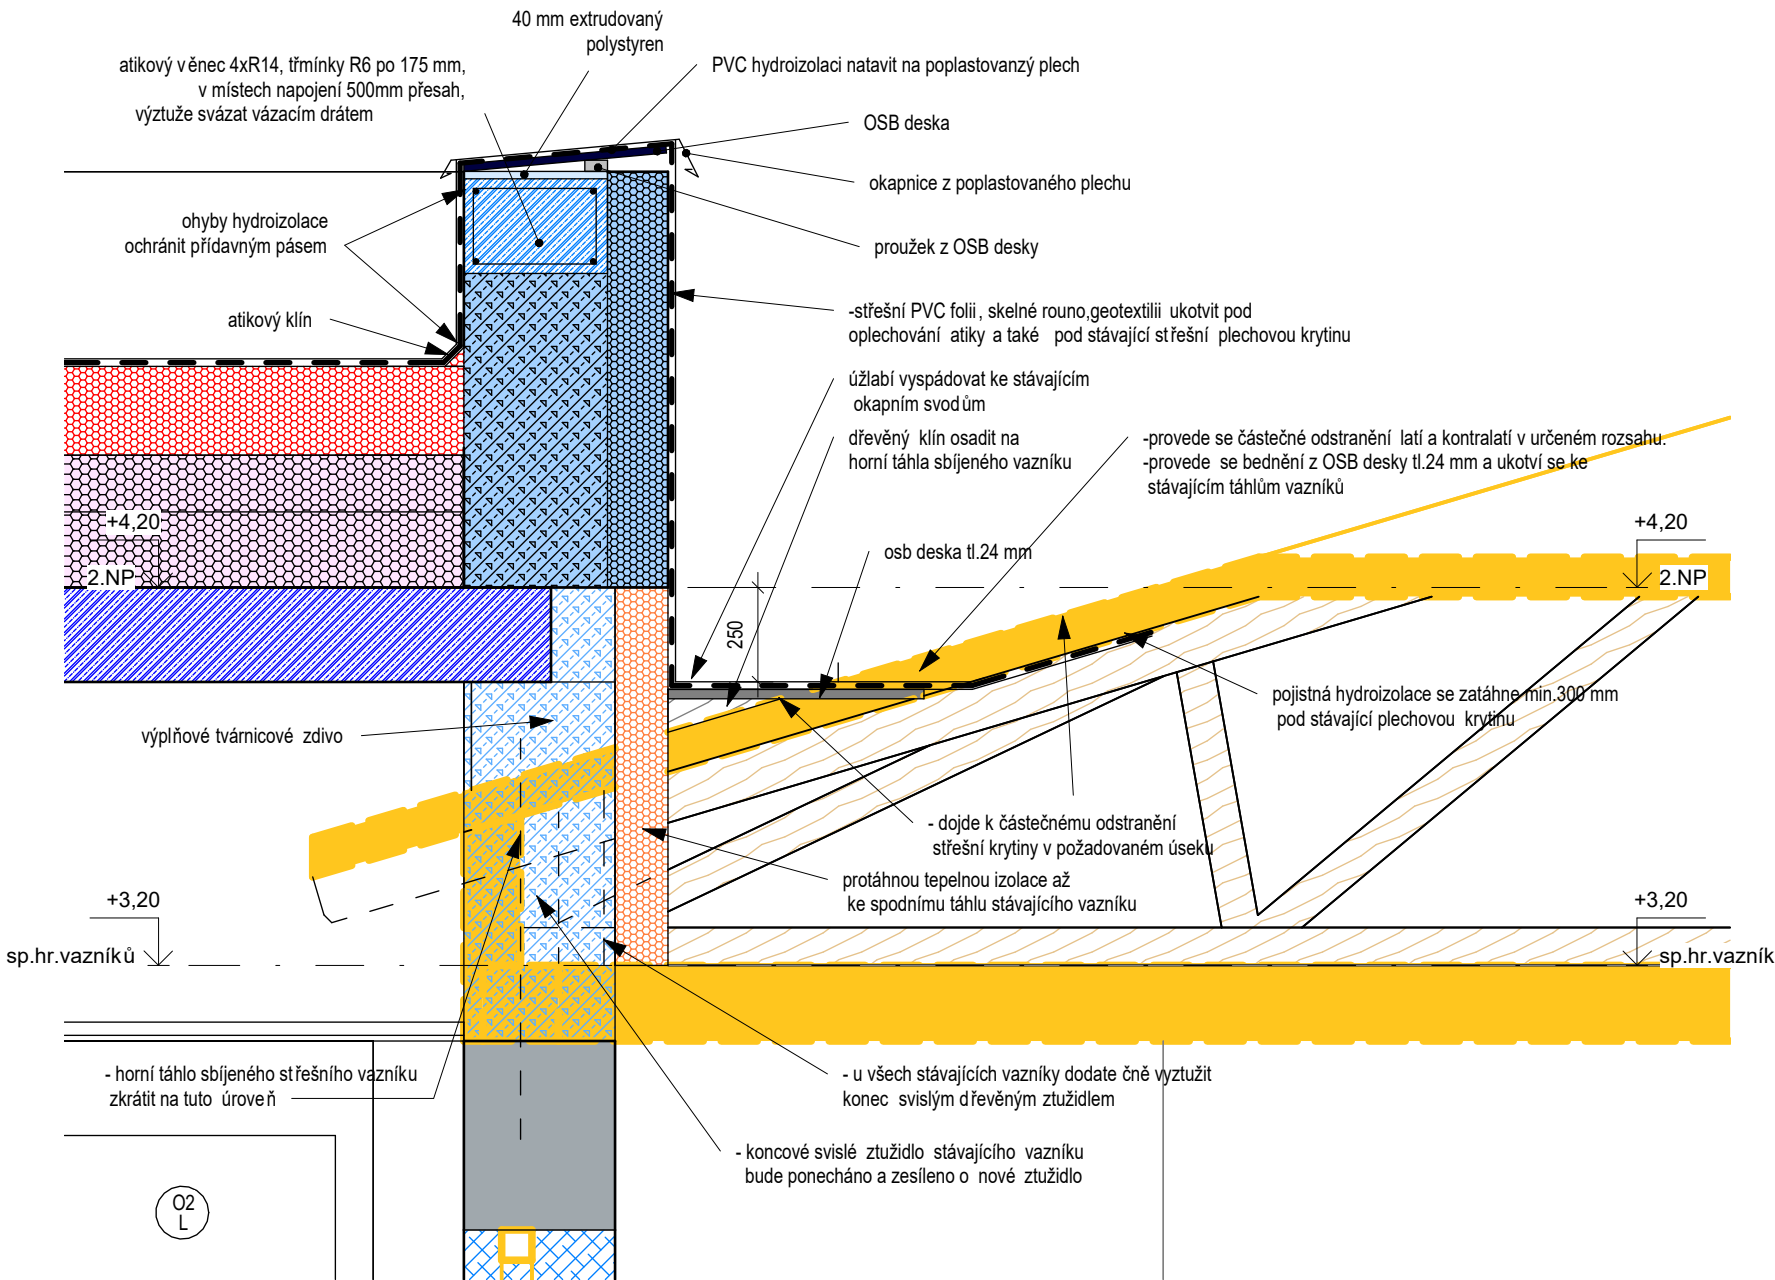 40 mm extrudovaný
polystyren
atikový věnec 4xR14, třmínky R6 po 175 mm,
v místech napojení 500mm přesah,
výztuže svázat vázacím drátem
PVC hydroizolaci natavit na poplastovanzý plech
OSB deska
okapnice z poplastovaného plechu
ohyby hydroizolace
ochránit přídavným pásem
proužek z OSB desky
atikový klín
-střešní PVC folii, skelné rouno,geotextilii ukotvit pod
oplechování atiky a také pod stávající střešní plechovou krytinu
úžlabí vyspádovat ke stávajícím
okapním svodům
dřevěný klín osadit na
horní táhla sbíjeného vazníku
-provede se částečné odstranění latí a kontralatí v určeném rozsahu.
-provede se bednění z OSB desky tl.24 mm a ukotví se ke
stávajícím táhlům vazníků
+4,20
2.NP
osb deska tl.24 mm
+4,20
2.NP
250
pojistná hydroizolace se zatáhne min.300 mm
pod stávající plechovou krytinu
výplňové tvárnicové zdivo
- dojde k částečnému odstranění
střešní krytiny v požadovaném úseku
protáhnou tepelnou izolace až
ke spodnímu táhlu stávajícího vazníku
+3,20
sp.hr.vazníků
+3,20
sp.hr.vazník
- horní táhlo sbíjeného střešního vazníku
zkrátit na tuto úroveň
- u všech stávajících vazníky dodatečně vyztužit
konec svislým dřevěným ztužidlem
- koncové svislé ztužidlo stávajícího vazníku
bude ponecháno a zesíleno o nové ztužidlo
O2
L